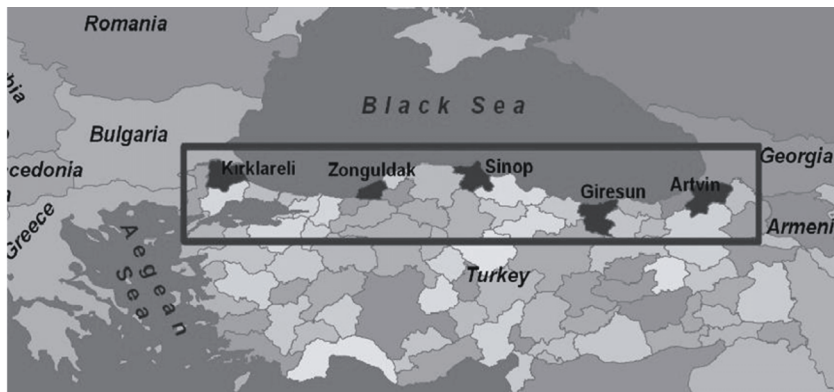 Romania
Black Sea
Bulgaria
Kırklareli
Zonguldak
Sinop
Georgia
cedonia
Giresun
Artvin
Greece
Armeni
Aegean
Sea
Turkey